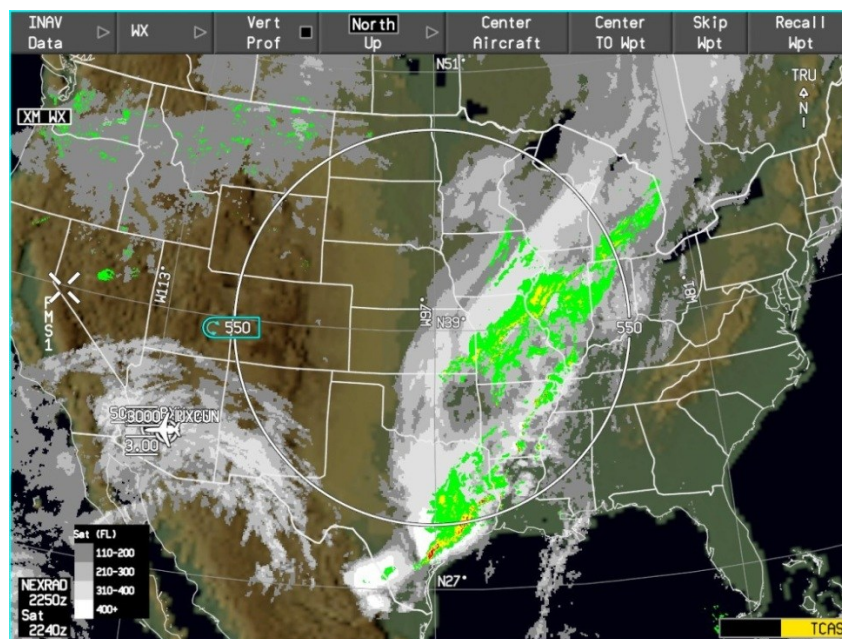 INAV
Data
WX
Vert
Prof
North
Up
Center
Aircraft
Center
TO Wpt
Skip
Wpt
Recall
Wpt
N51°
TRU
N
XM WX
W113°
FMS1
550
W97°
N39°
550
W81°
3000
UXGUN
3.00
Sat (FL)
110-200
210-300
310-400
400+
NEXRAD
2250z
Sat
2240z
N27°
TCAS